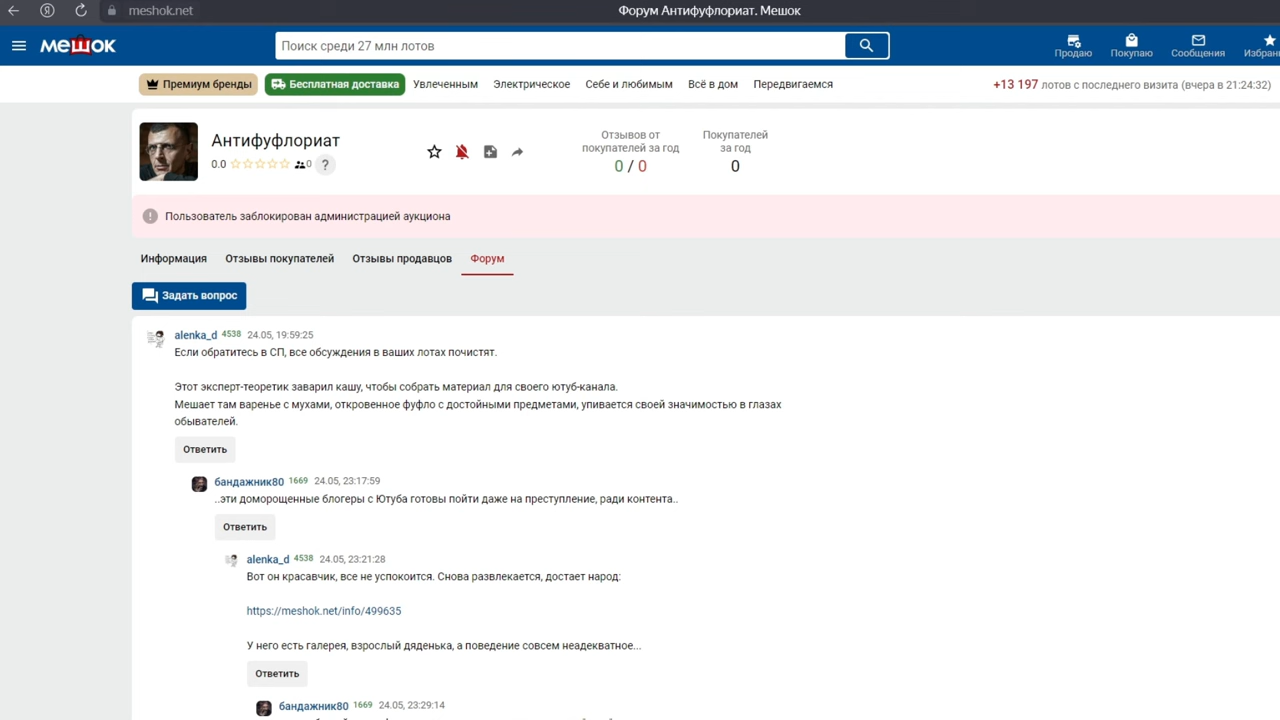 meshok.net
Форум Антифуфлориат. Мешок
мешок
Поиск среди 27 млн лотов
Продаю
Покупаю
Сообщения
Избран
Премиум бренды
Бесплатная доставка
Увлеченным
Электрическое
Себе и любимым
Всё в дом
Передвигаемся
+13 197 лотов с последнего визита (вчера в 21:24:32)
Антифуфлориат
0.0
0
?
Отзывов от
покупателей за год
0 / 0
Покупателей
за год
0
Пользователь заблокирован администрацией аукциона
Информация
Отзывы покупателей
Отзывы продавцов
Форум
Задать вопрос
alenka_d 4538 24.05, 19:59:25
Если обратитесь в СП, все обсуждения в ваших лотах почистят.
Этот эксперт-теоретик заварил кашу, чтобы собрать материал для своего ютуб-канала.
Мешает там варенье с мухами, откровенное фуфло с достойными предметами, упивается своей значимостью в глазах
обывателей.
Ответить
бандажник80 1669 24.05, 23:17:59
..эти доморощенные блогеры с Ютуба готовы пойти даже на преступление, ради контента..
Ответить
alenka_d 4538 24.05, 23:21:28
Вот он красавчик, все не успокоится. Снова развлекается, достает народ:
https://meshok.net/info/499635
У него есть галерея, взрослый дяденька, а поведение совсем неадекватное...
Ответить
бандажник80 1669 24.05, 23:29:14